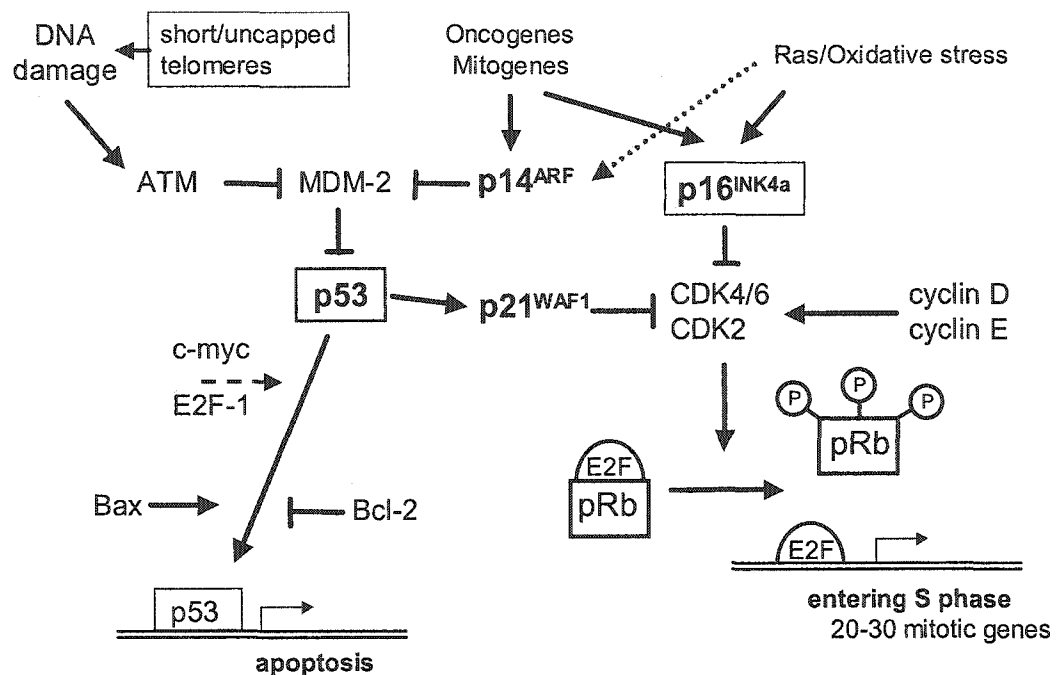 DNA
damage
short/uncapped
telomeres
Oncogenes
Mitogenes
Ras/Oxidative stress
ATM
MDM-2
p14ARF
p16INK4a
p53
p21WAF1
CDK4/6
CDK2
cyclin D
cyclin E
c-myc
E2F-1
P
P
P
pRb
E2F
pRb
Bax
Bcl-2
E2F
p53
entering S phase
20-30 mitotic genes
apoptosis